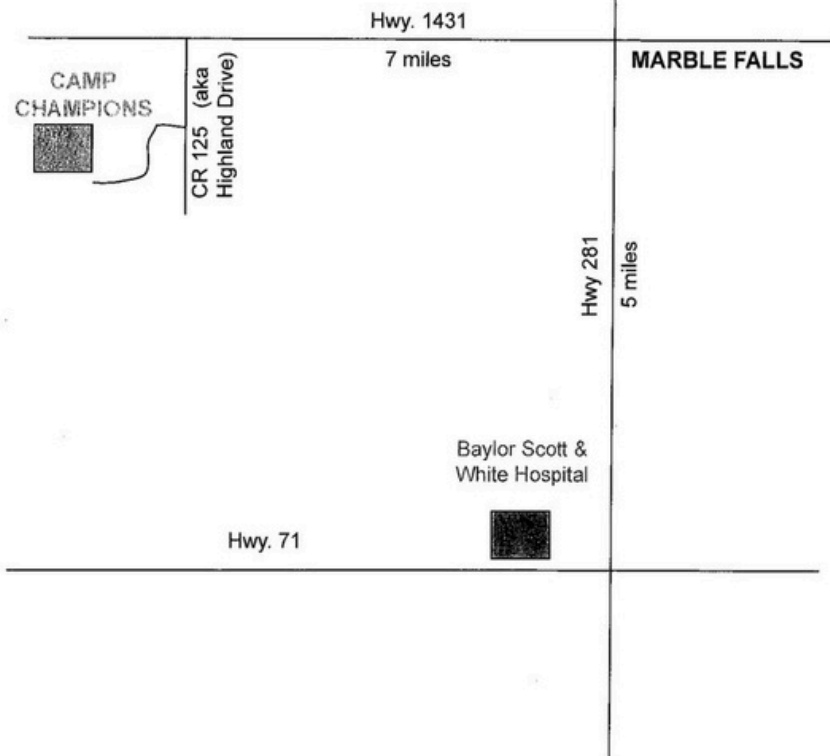 Hwy. 1431
7 miles
MARBLE FALLS
CAMP
CHAMPIONS
CR 125 (aka
Highland Drive)
Hwy 281
5 miles
Baylor Scott &
White Hospital
Hwy. 71